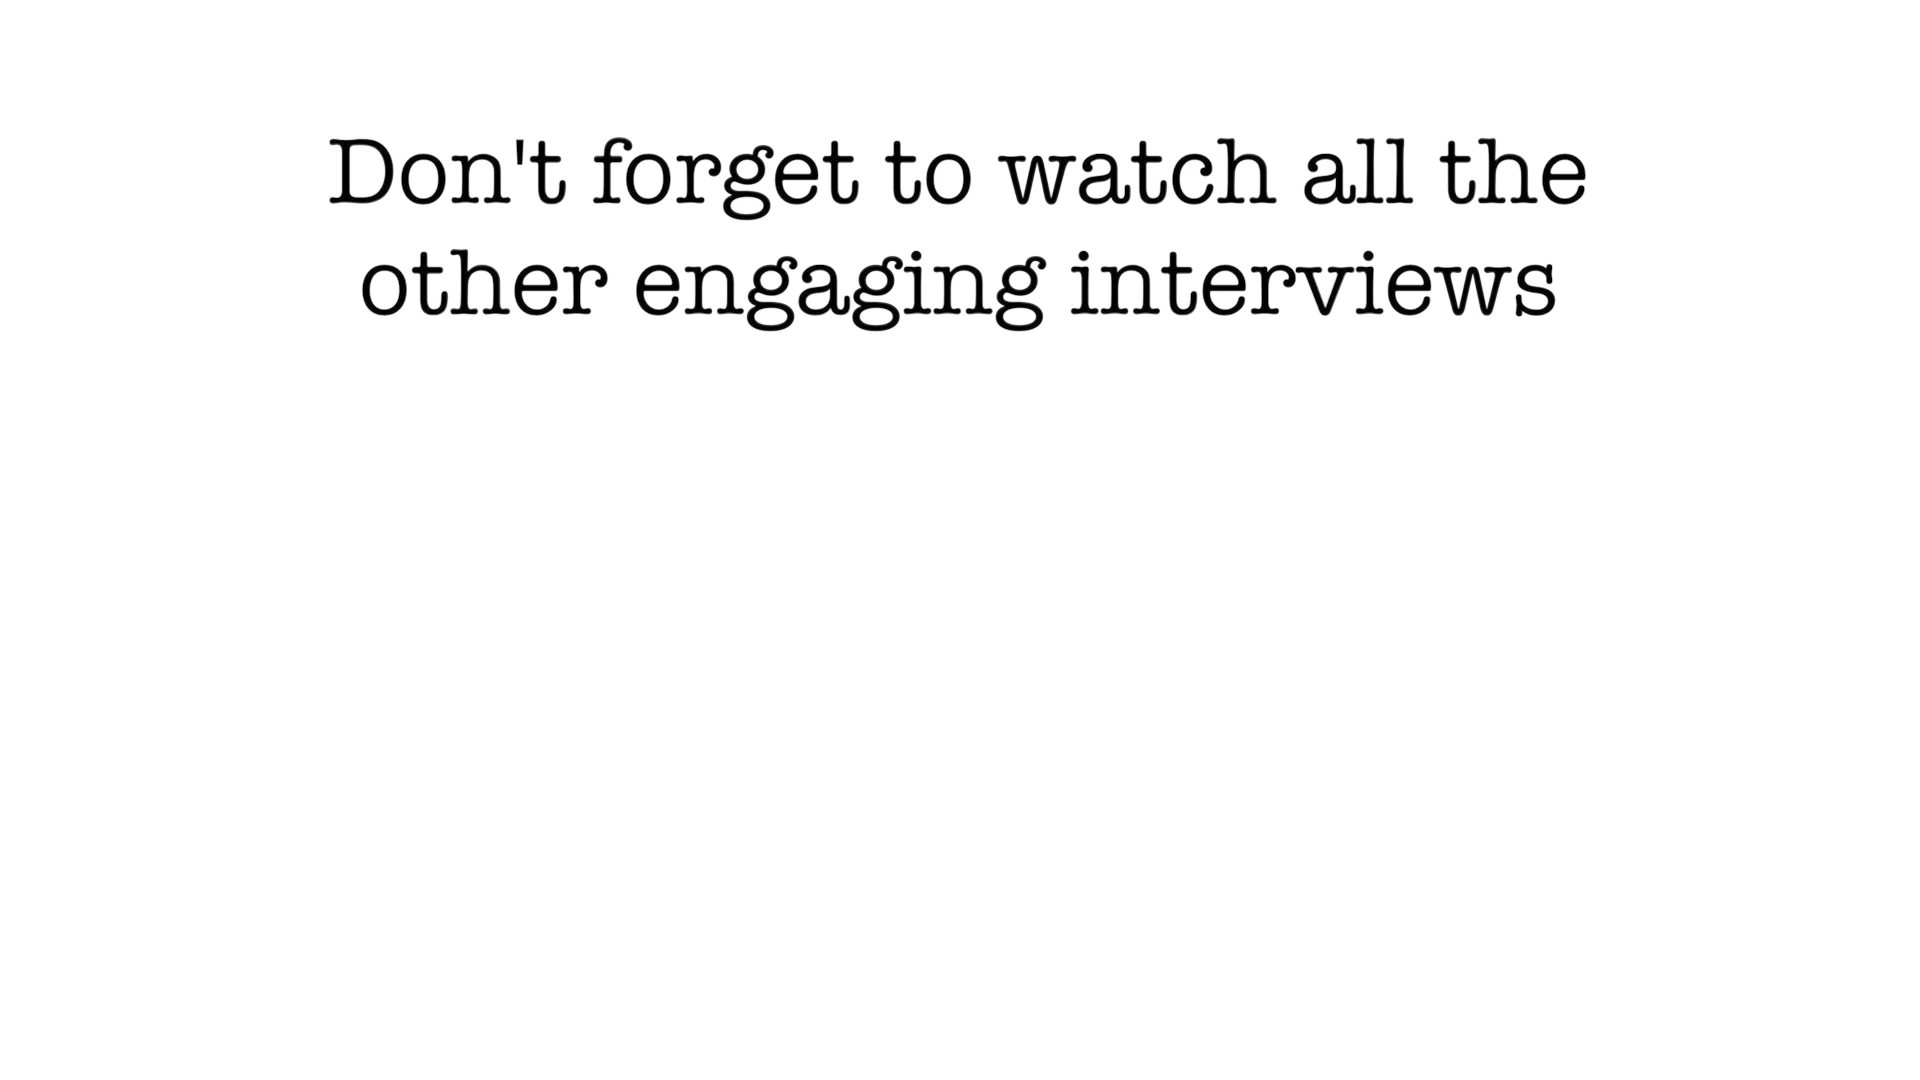 Don't forget to watch all the
other engaging interviews